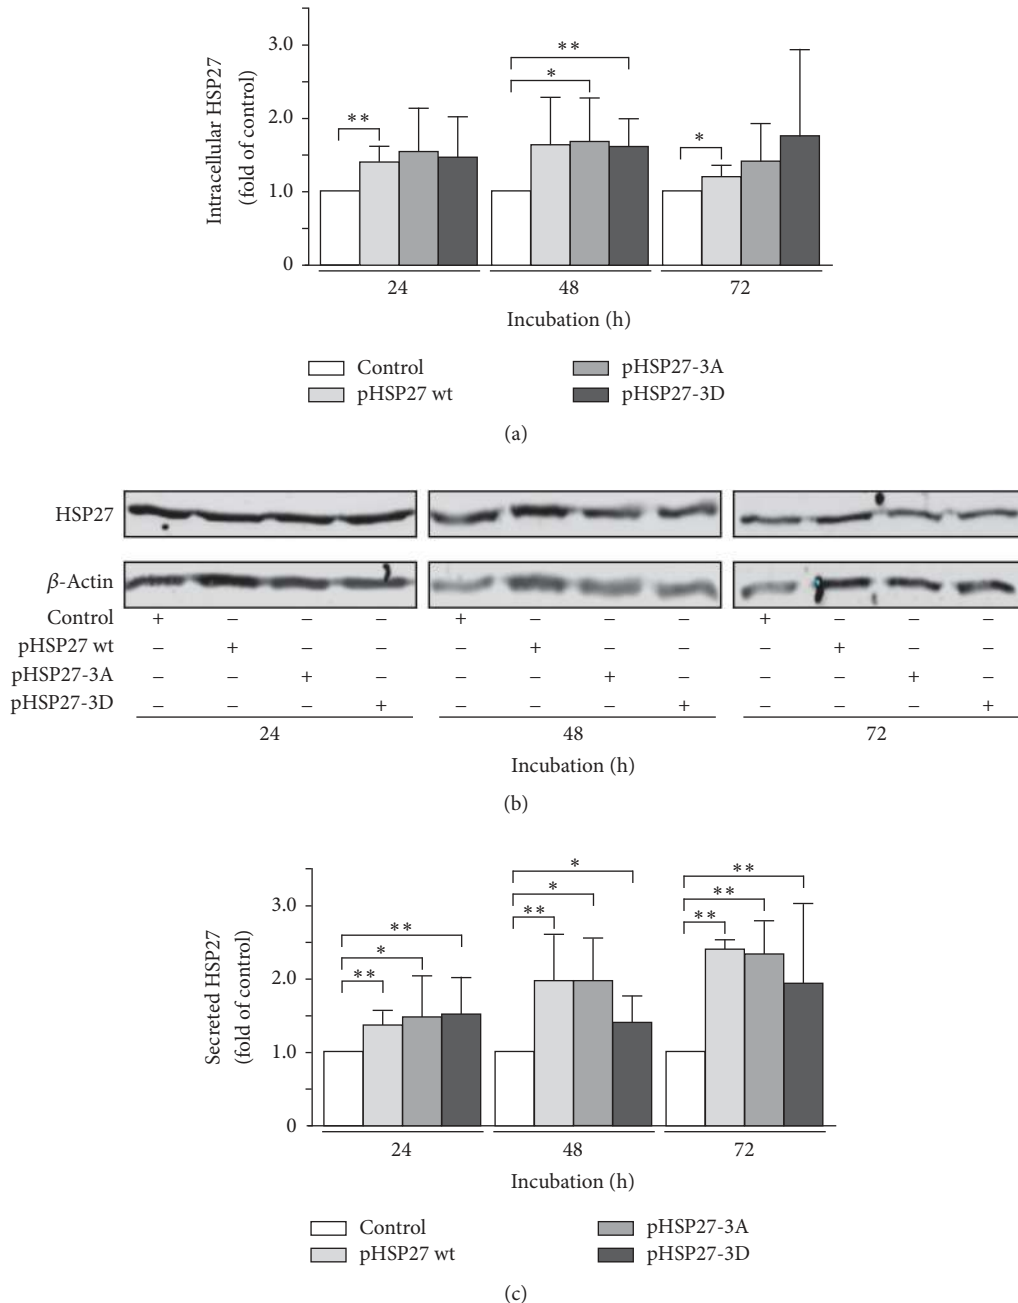 3.0
2.0
1.0
0
Intracellular HSP27
(fold of control)
** * ** *
24 48 72
Incubation (h)
Control pHSP27-3A
pHSP27 wt pHSP27-3D
(a)
HSP27
β-Actin
Control + – – – + – – – + – – –
pHSP27 wt – + – – – + – – – + – –
pHSP27-3A – – + – – – + – – – + –
pHSP27-3D – – – + – – – + – – – +
24 48 72
Incubation (h)
(b)
3.0
2.0
1.0
0
Secreted HSP27
(fold of control)
** * ** ** * * ** ** **
24 48 72
Incubation (h)
Control pHSP27-3A
pHSP27 wt pHSP27-3D
(c)